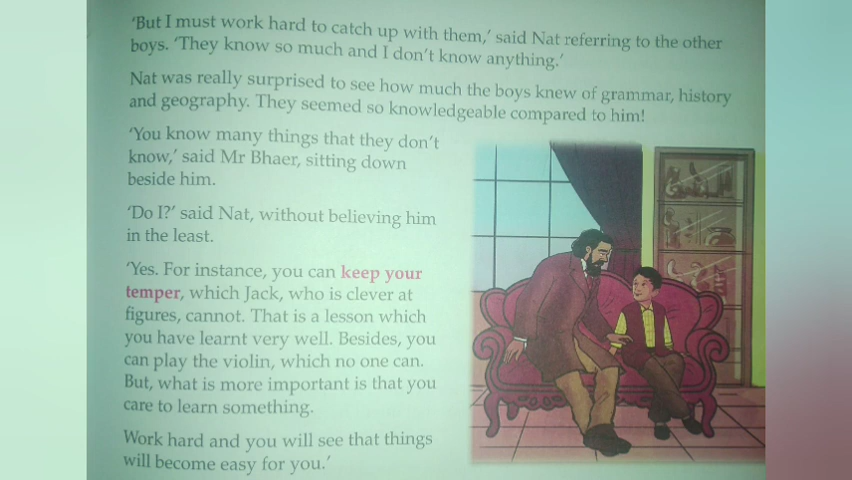 'But I must work hard to catch up with them,' said Nat referring to the other
boys. 'They know so much and I don't know anything.'
Nat was really surprised to see how much the boys knew of grammar, history
and geography. They seemed so knowledgeable compared to him!
'You know many things that they don't
know,' said Mr Bhaer, sitting down
beside him.
'Do I?' said Nat, without believing him
in the least.
'Yes. For instance, you can keep your
temper, which Jack, who is clever at
figures, cannot. That is a lesson which
you have learnt very well. Besides, you
can play the violin, which no one can.
But, what is more important is that you
care to learn something.
Work hard and you will see that things
will become easy for you.'